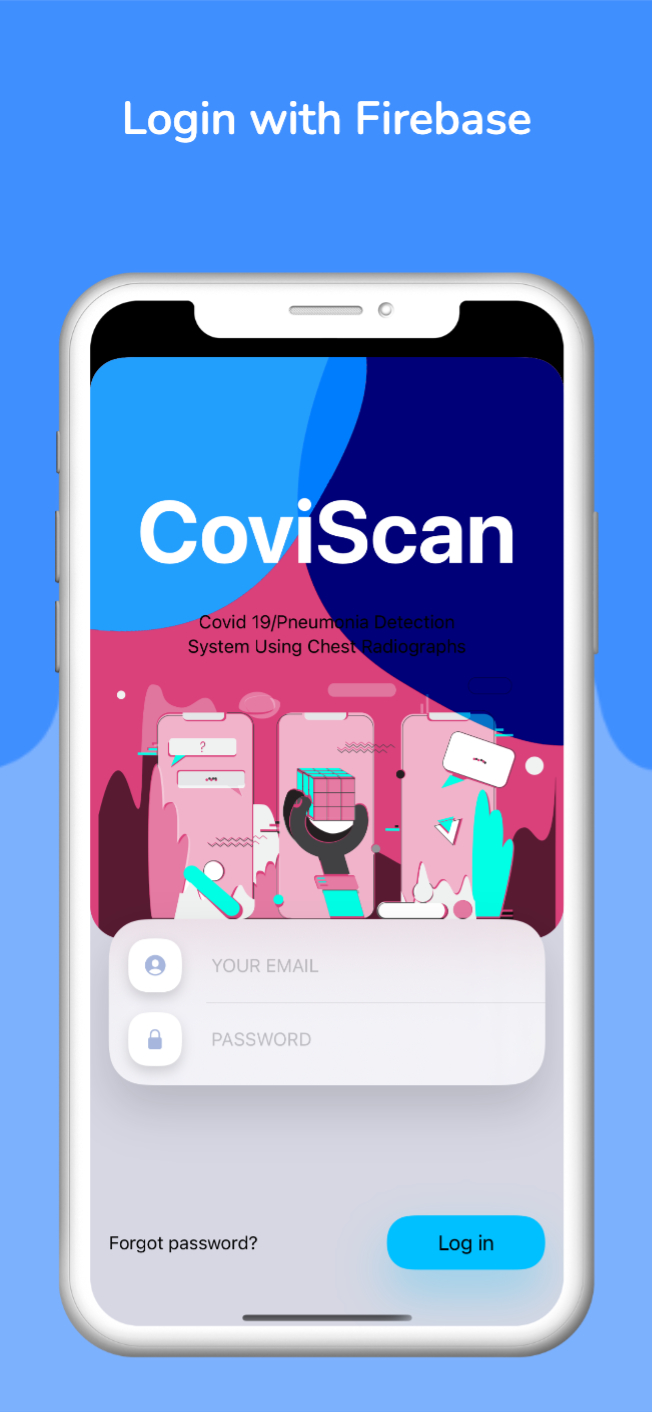 Login with Firebase
CoviScan
Covid 19/Pneumonia Detection
System Using Chest Radiographs
?
YOUR EMAIL
PASSWORD
Forgot password?
Log in